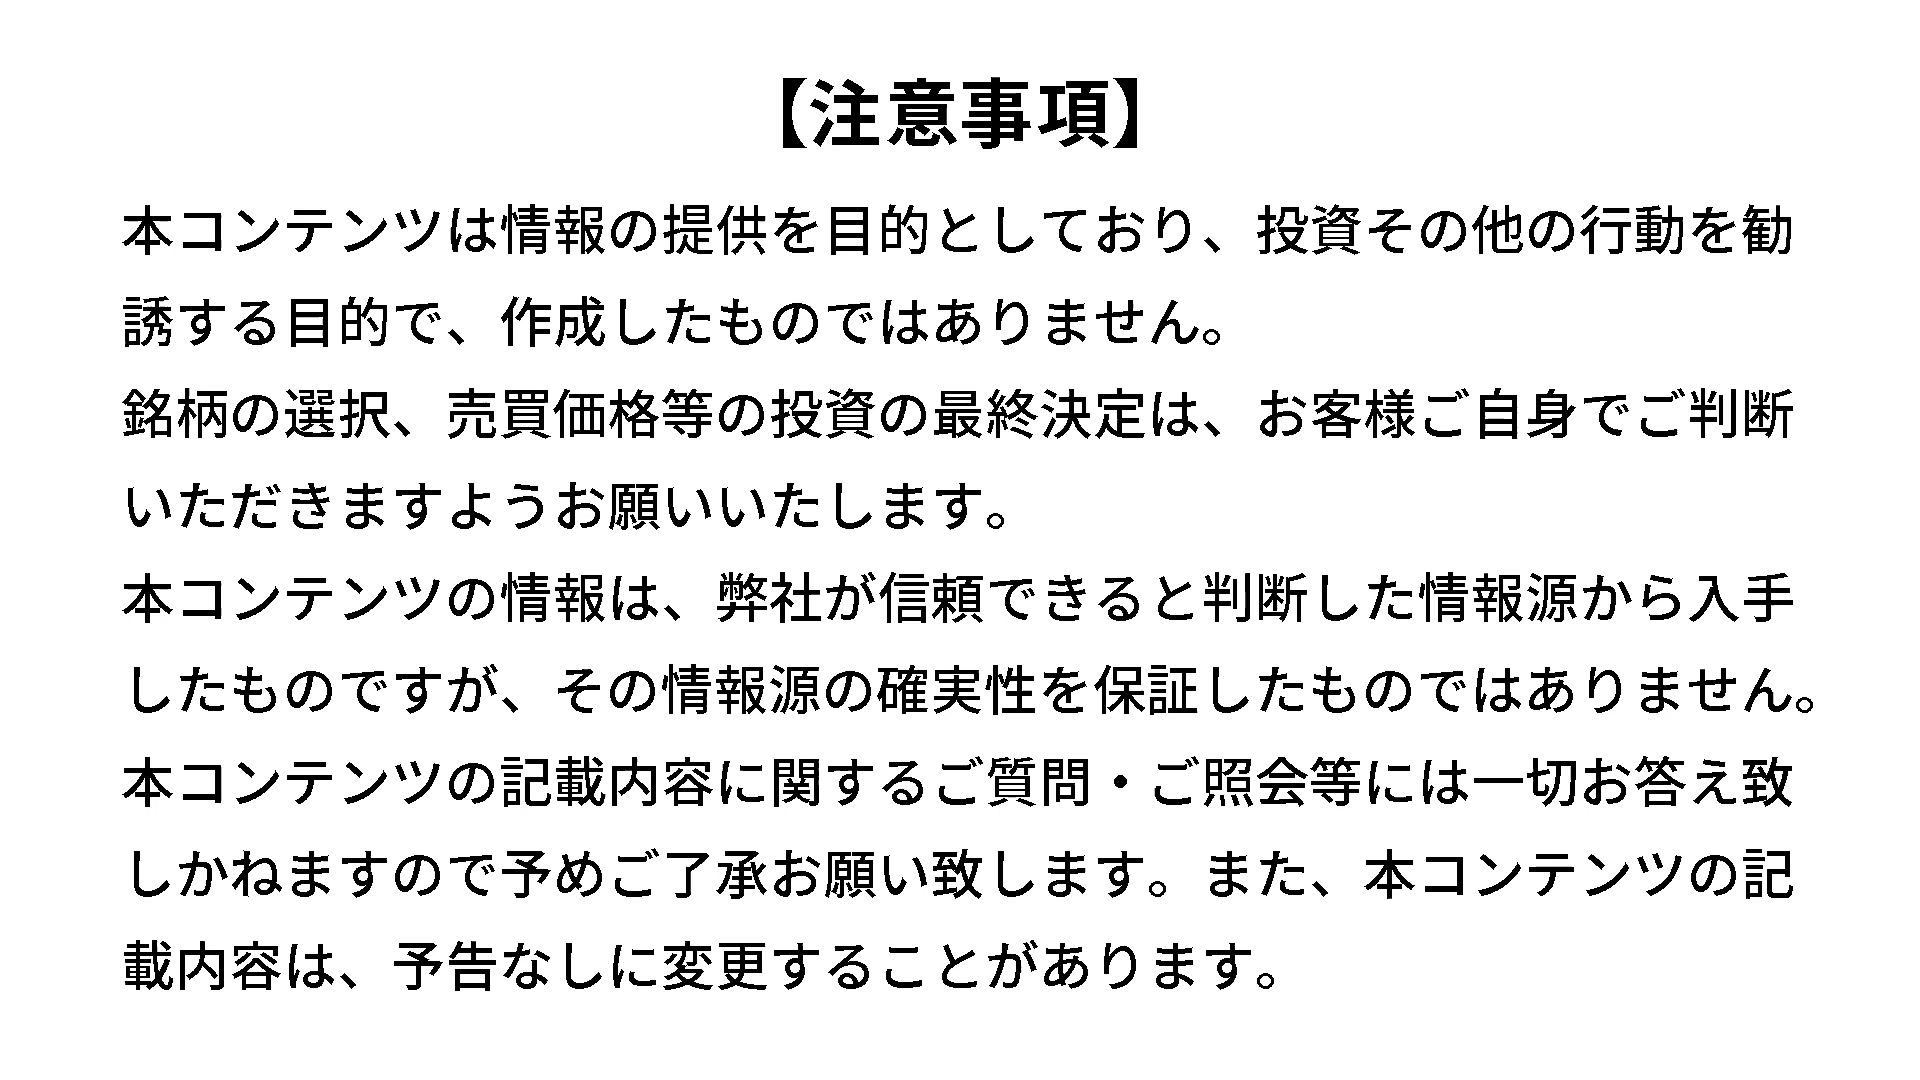 【注意事項】
本コンテンツは情報の提供を目的としており、投資その他の行動を勧
誘する目的で、作成したものではありません。
銘柄の選択、売買価格等の投資の最終決定は、お客様ご自身でご判断
いただきますようお願いいたします。
本コンテンツの情報は、弊社が信頼できると判断した情報源から入手
したものですが、その情報源の確実性を保証したものではありません。
本コンテンツの記載内容に関するご質問・ご照会等には一切お答え致
しかねますので予めご了承お願い致します。また、本コンテンツの記
載内容は、予告なしに変更することがあります。